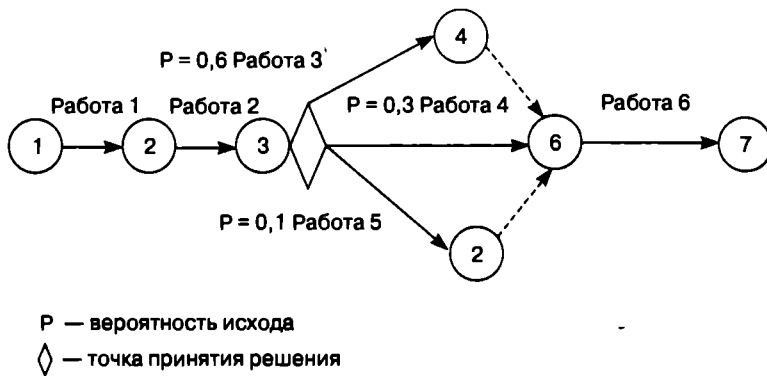 4
P = 0,6 Работа 3
Работа 1
Работа 2
P = 0,3 Работа 4
Работа 6
1
2
3
6
7
P = 0,1 Работа 5
2
P — вероятность исхода
◊ — точка принятия решения